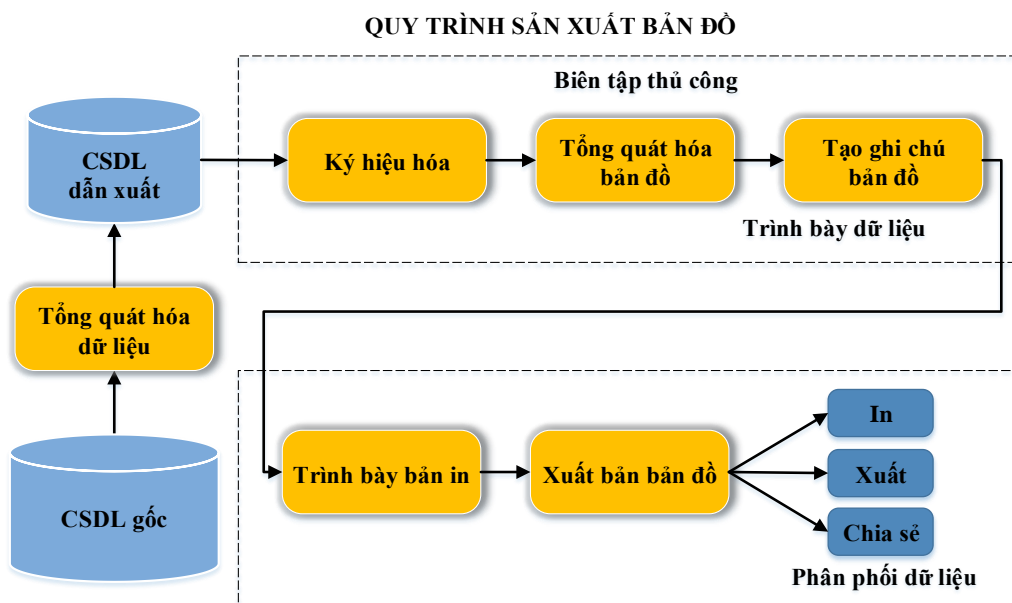 QUY TRÌNH SẢN XUẤT BẢN ĐỒ
Biên tập thủ công
CSDL
dẫn xuất
Ký hiệu hóa
Tổng quát hóa
bản đồ
Tạo ghi chú
bản đồ
Trình bày dữ liệu
Tổng quát hóa
dữ liệu
CSDL gốc
Trình bày bản in
Xuất bản bản đồ
In
Xuất
Chia sẻ
Phân phối dữ liệu